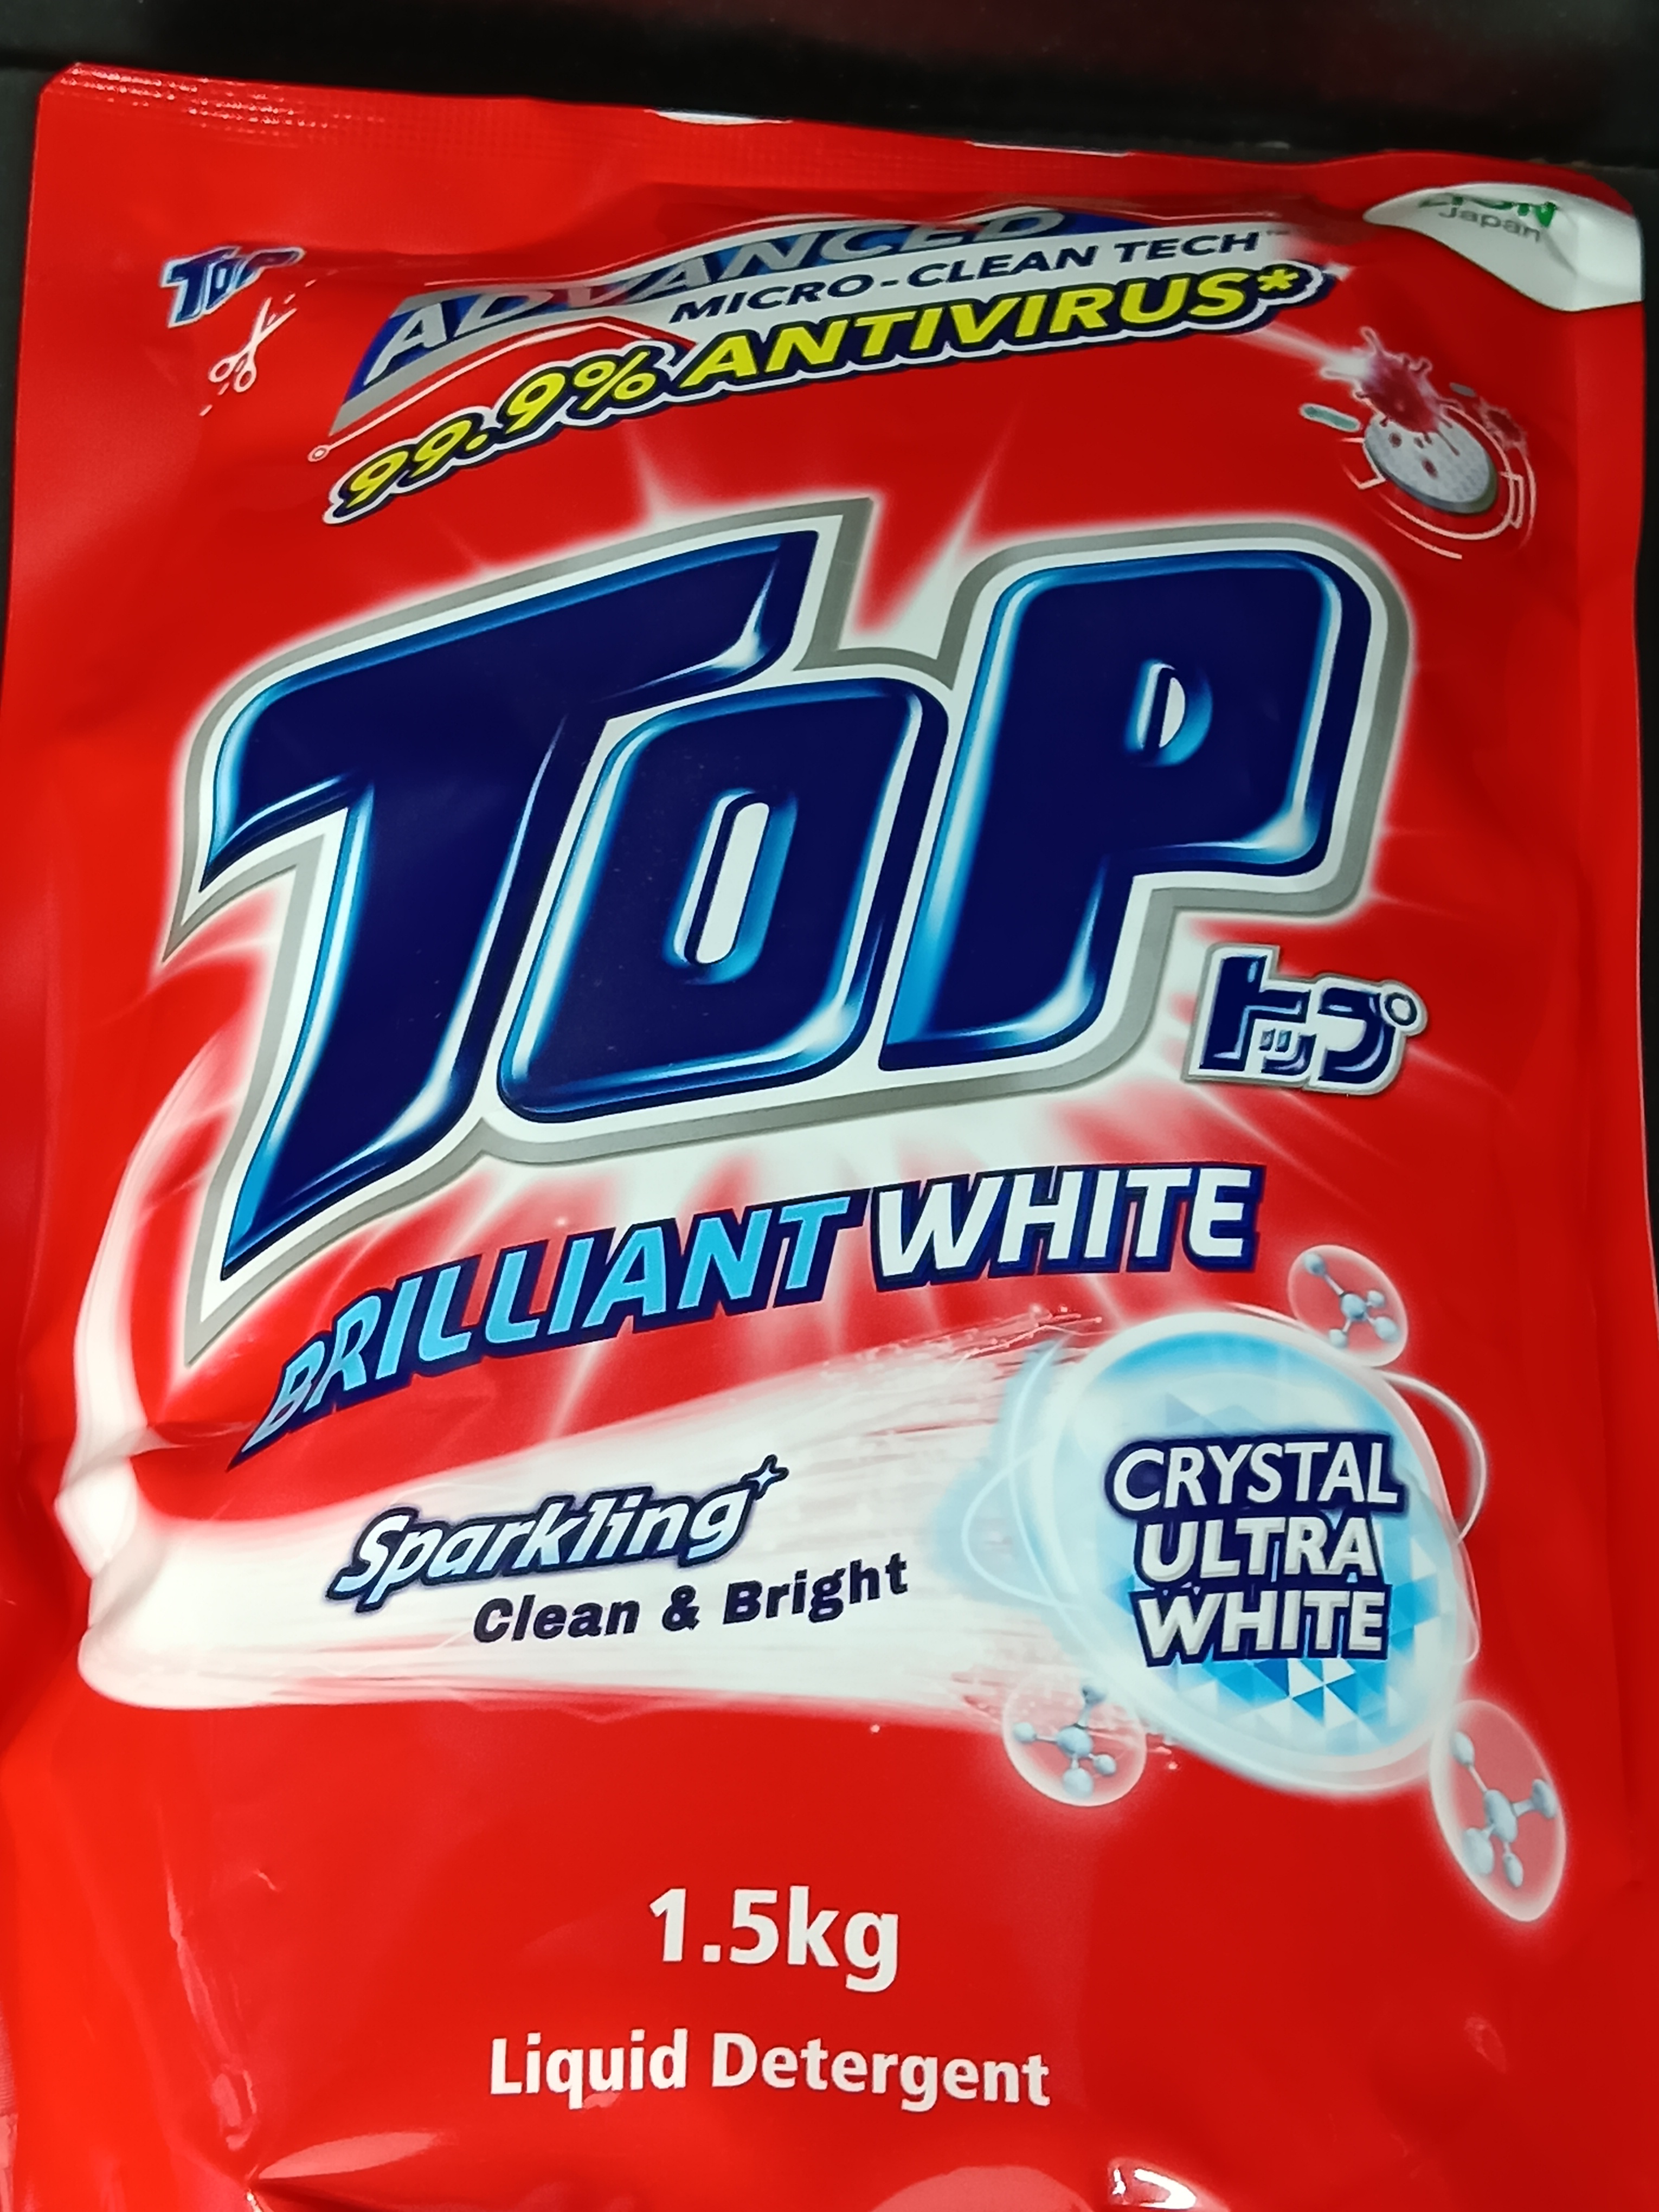 LION
Japan
TOP
ADVANCED
MICRO-CLEAN TECH™
99.9% ANTIVIRUS*
TOP
トップ
BRILLIANT WHITE
Sparkling
Clean & Bright
CRYSTAL
ULTRA
WHITE
1.5kg
Liquid Detergent